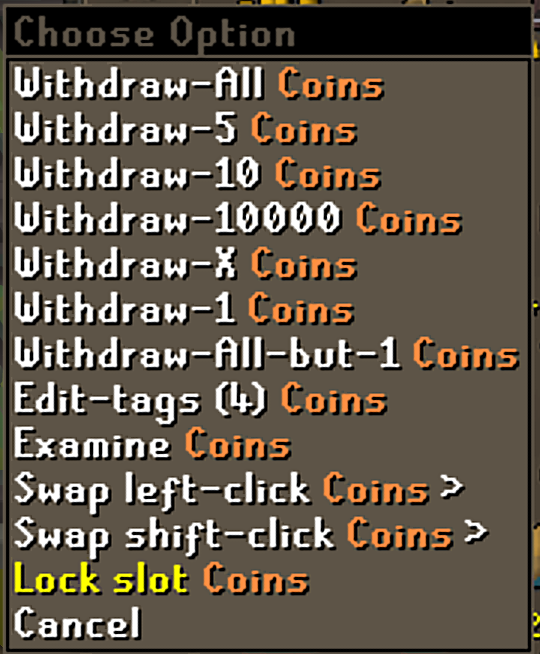 Choose Option
Withdraw-All Coins
Withdraw-5 Coins
Withdraw-10 Coins
Withdraw-10000 Coins
Withdraw-X Coins
Withdraw-1 Coins
Withdraw-All-but-1 Coins
Edit-tags (4) Coins
Examine Coins
Swap left-click Coins >
Swap shift-click Coins >
Lock slot Coins
Cancel